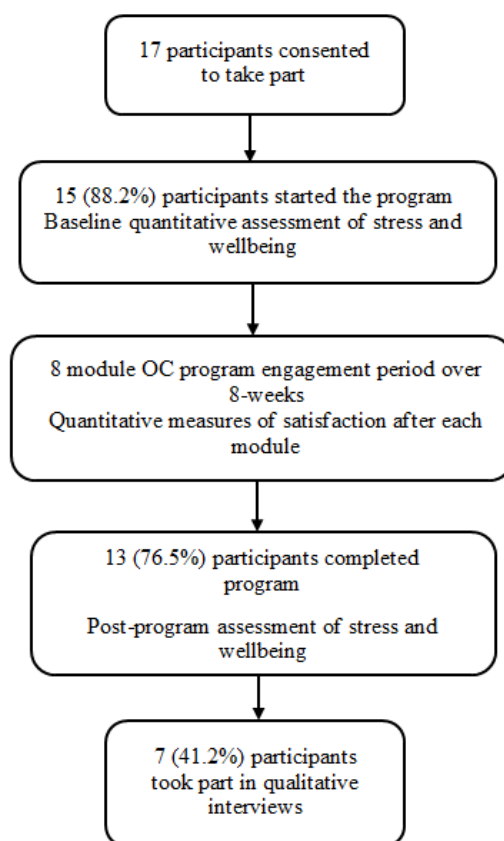 17 participants consented
to take part
15 (88.2%) participants started the program
Baseline quantitative assessment of stress and
wellbeing
8 module OC program engagement period over
8-weeks
Quantitative measures of satisfaction after each
module
13 (76.5%) participants completed
program
Post-program assessment of stress and
wellbeing
7 (41.2%) participants
took part in qualitative
interviews